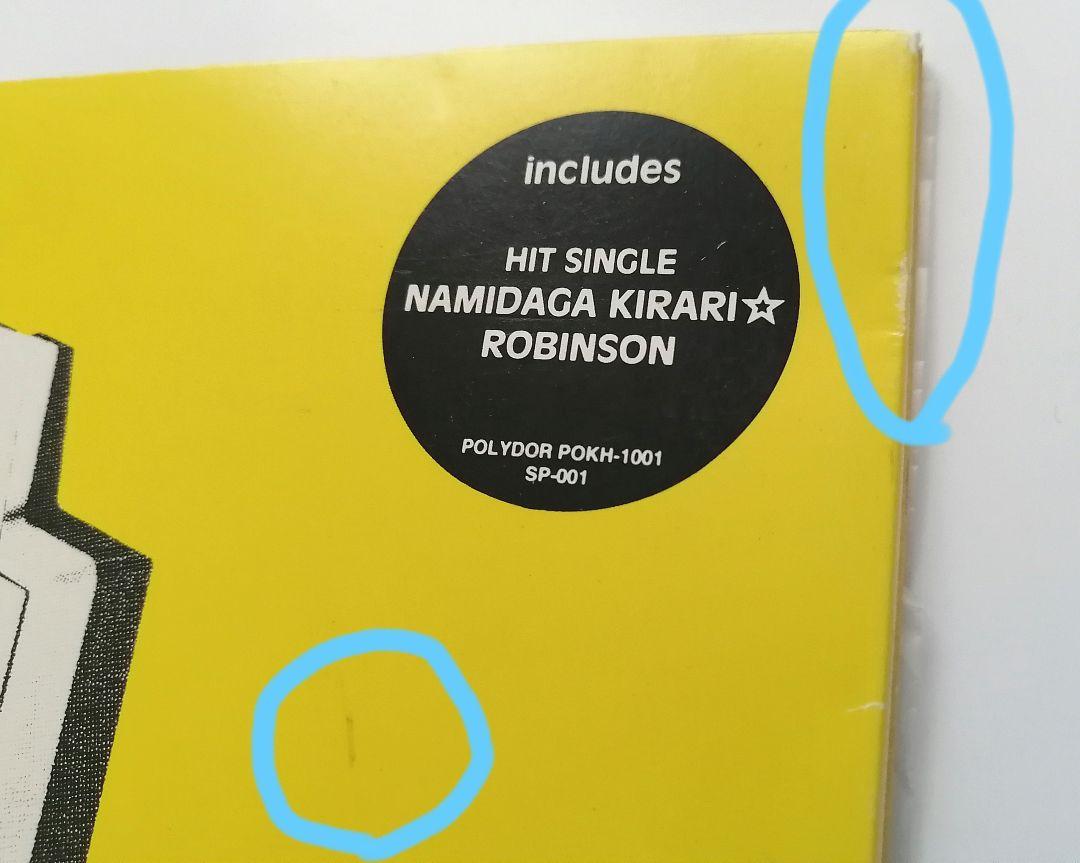 includes
HIT SINGLE
NAMIDAGA KIRARI☆
ROBINSON
POLYDOR POKH-1001
SP-001